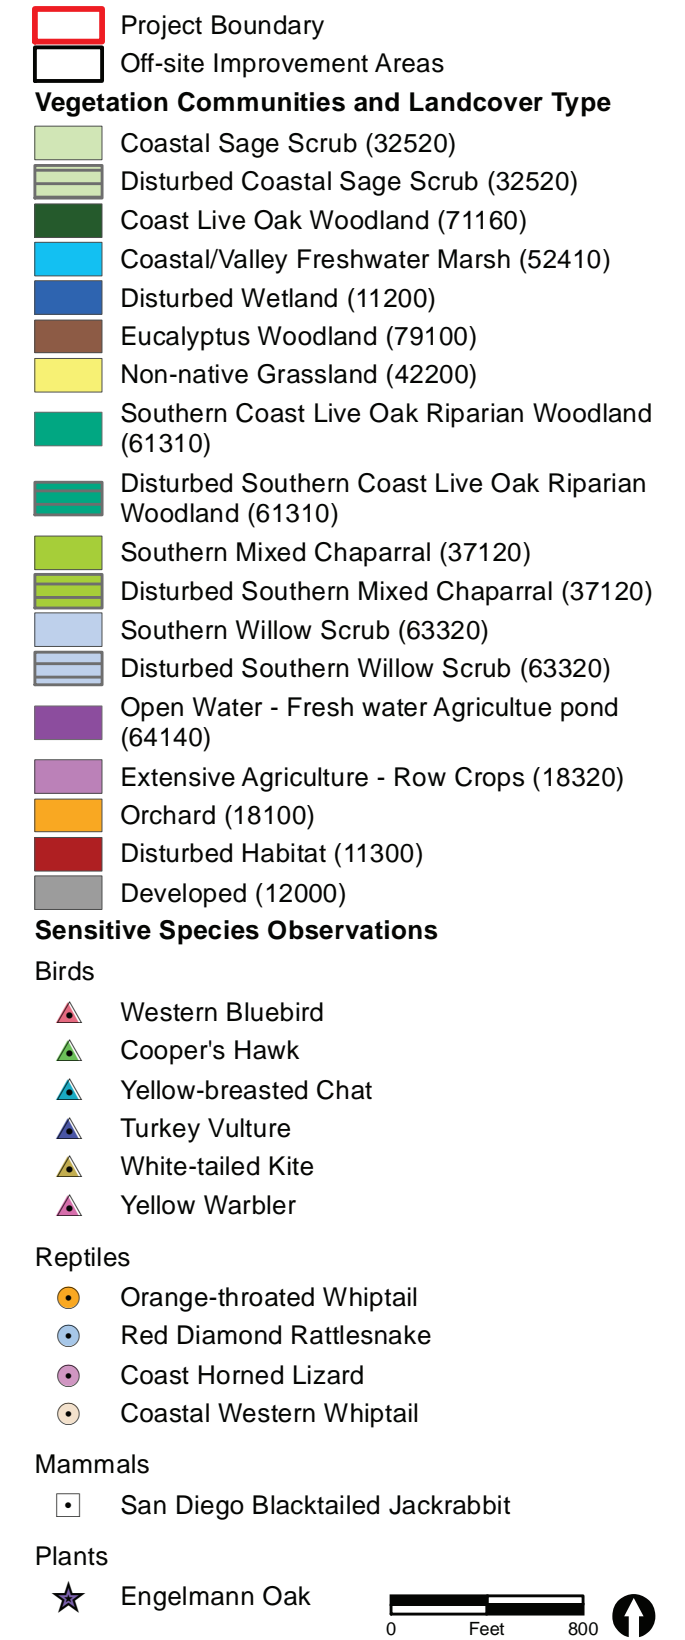 Project Boundary
Off-site Improvement Areas
Vegetation Communities and Landcover Type
Coastal Sage Scrub (32520)
Disturbed Coastal Sage Scrub (32520)
Coast Live Oak Woodland (71160)
Coastal/Valley Freshwater Marsh (52410)
Disturbed Wetland (11200)
Eucalyptus Woodland (79100)
Non-native Grassland (42200)
Southern Coast Live Oak Riparian Woodland
(61310)
Disturbed Southern Coast Live Oak Riparian
Woodland (61310)
Southern Mixed Chaparral (37120)
Disturbed Southern Mixed Chaparral (37120)
Southern Willow Scrub (63320)
Disturbed Southern Willow Scrub (63320)
Open Water - Fresh water Agricultue pond
(64140)
Extensive Agriculture - Row Crops (18320)
Orchard (18100)
Disturbed Habitat (11300)
Developed (12000)
Sensitive Species Observations
Birds
Western Bluebird
Cooper's Hawk
Yellow-breasted Chat
Turkey Vulture
White-tailed Kite
Yellow Warbler
Reptiles
Orange-throated Whiptail
Red Diamond Rattlesnake
Coast Horned Lizard
Coastal Western Whiptail
Mammals
San Diego Blacktailed Jackrabbit
Plants
Engelmann Oak
0 Feet 800